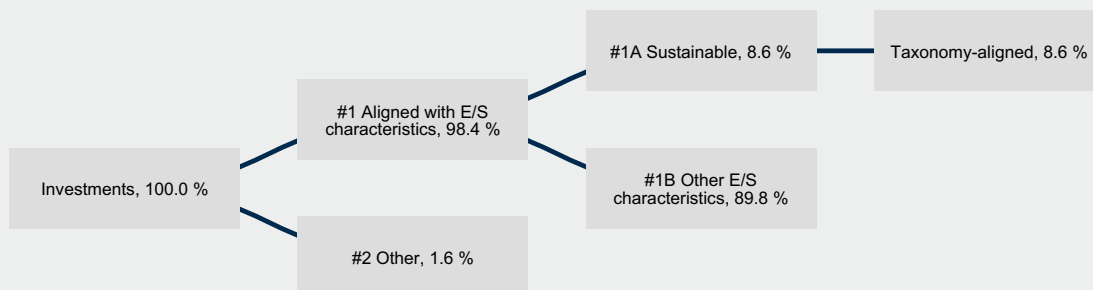 #1A Sustainable, 8.6 %
Taxonomy-aligned, 8.6 %
#1 Aligned with E/S
characteristics, 98.4 %
Investments, 100.0 %
#1B Other E/S
characteristics, 89.8 %
#2 Other, 1.6 %